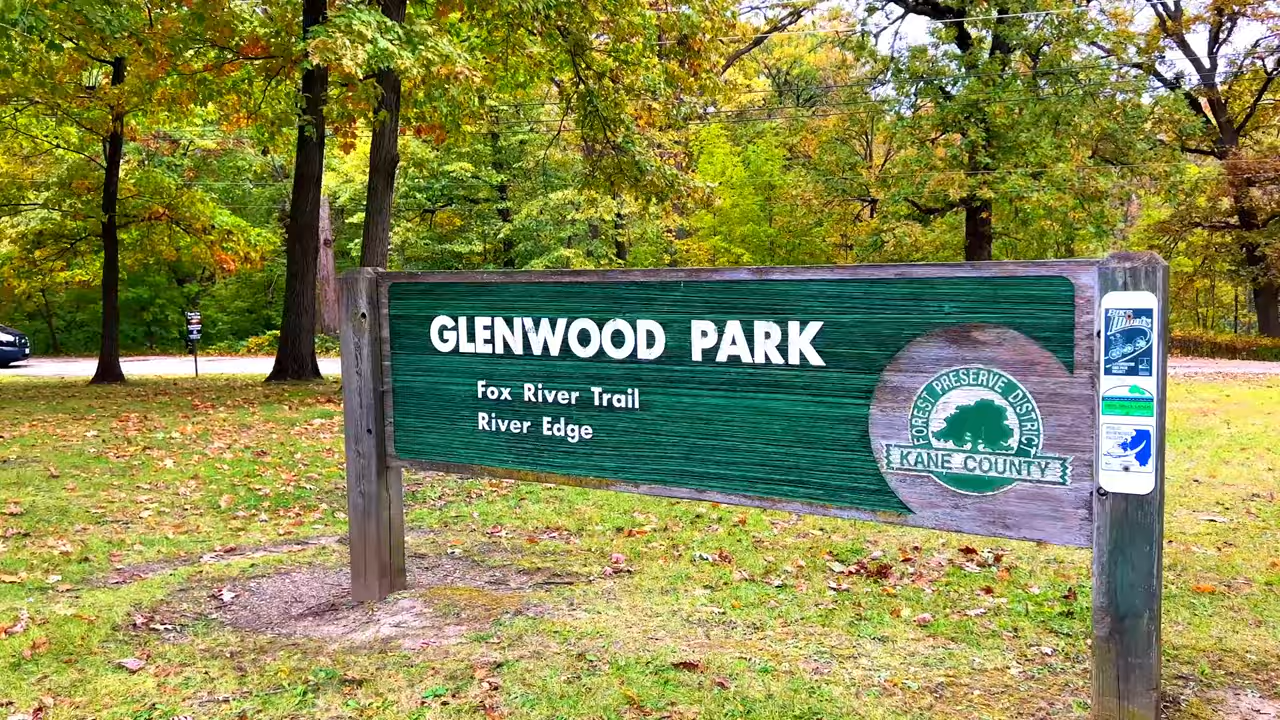 GLENWOOD PARK
Fox River Trail
River Edge
FOREST PRESERVE DISTRICT
KANE COUNTY